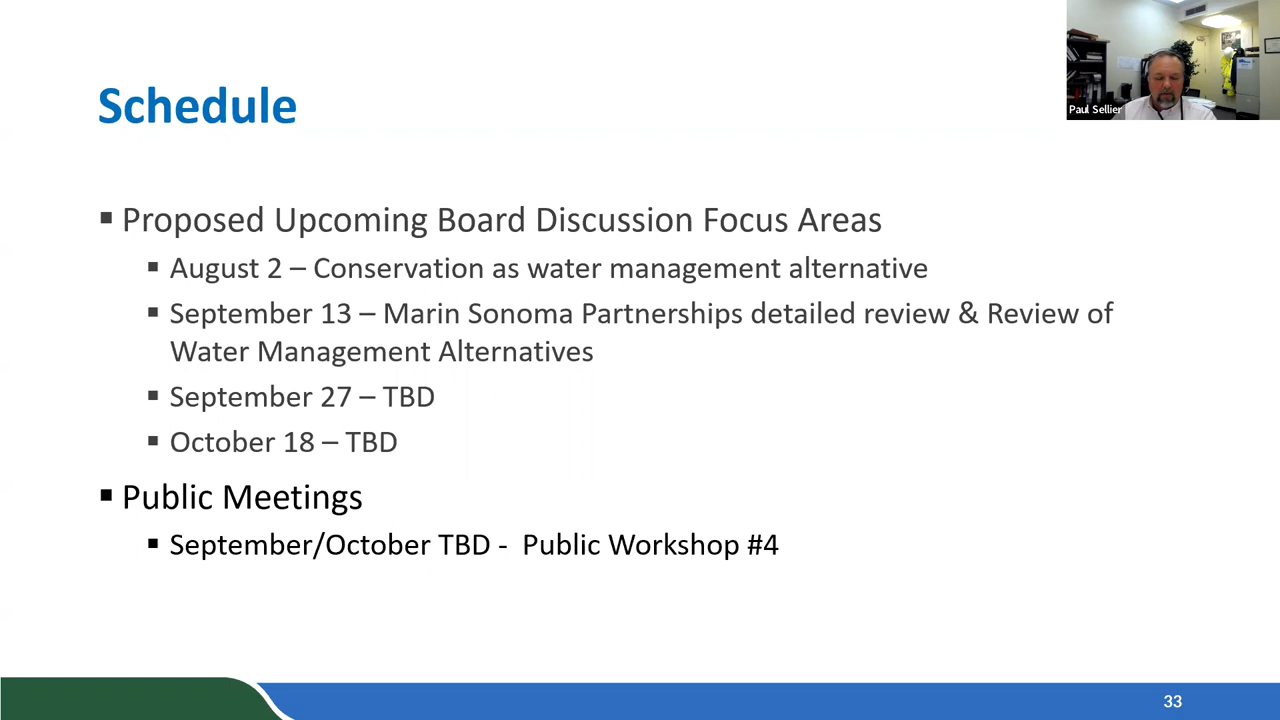 Paul Sellier
Schedule
▪ Proposed Upcoming Board Discussion Focus Areas
▪ August 2 – Conservation as water management alternative
▪ September 13 – Marin Sonoma Partnerships detailed review & Review of
Water Management Alternatives
▪ September 27 – TBD
▪ October 18 – TBD
▪ Public Meetings
▪ September/October TBD - Public Workshop #4
33